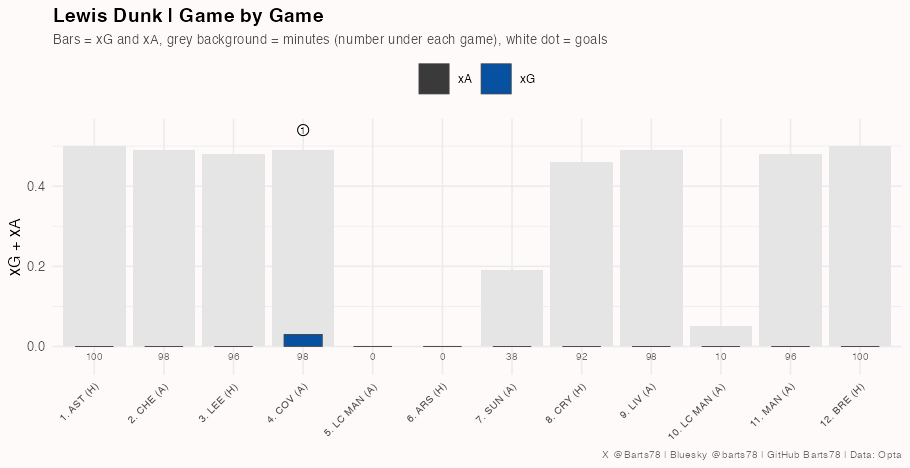 Lewis Dunk | Game by Game
Bars = xG and xA, grey background = minutes (number under each game), white dot = goals
xA xG
1
xG + xA
0.4
0.2
0.0
100 98 96 98 0 0 38 92 98 10 96 100
1. AST (H) 2. CHE (A) 3. LEE (H) 4. COV (A) 5. LC MAN (A) 6. ARS (H) 7. SUN (A) 8. CRY (H) 9. LIV (A) 10. LC MAN (A) 11. MAN (A) 12. BRE (H)
X @Barts78 | Bluesky @barts78 | GitHub Barts78 | Data: Opta